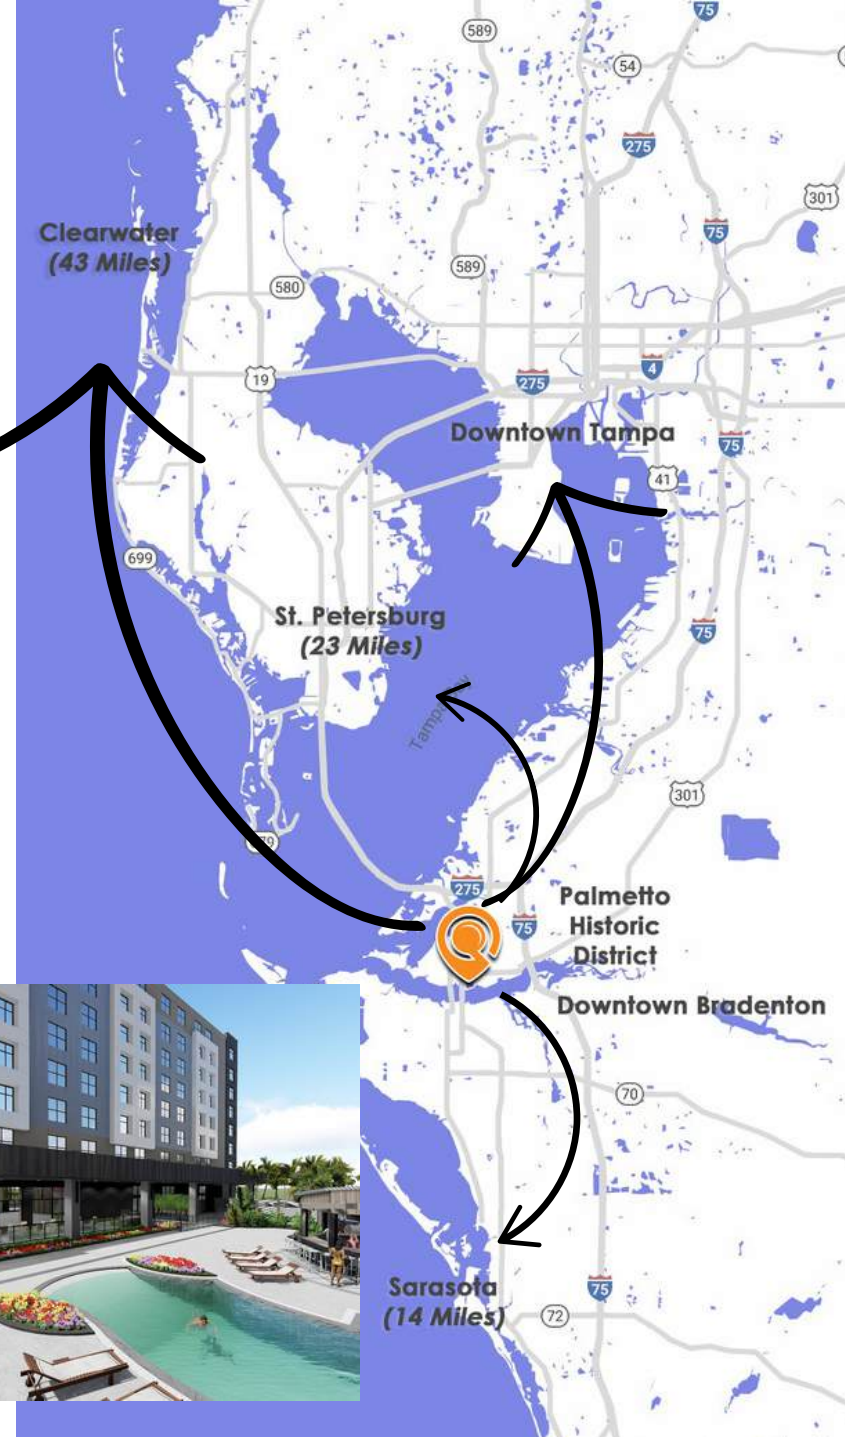 75
589
54
275
301
75
Clearwater
(43 Miles)
589
580
19
275
4
Downtown Tampa
75
41
699
St. Petersburg
(23 Miles)
75
301
275
Palmetto
Historic
District
75
Downtown Bradenton
70
Sarasota
(14 Miles)
75
72